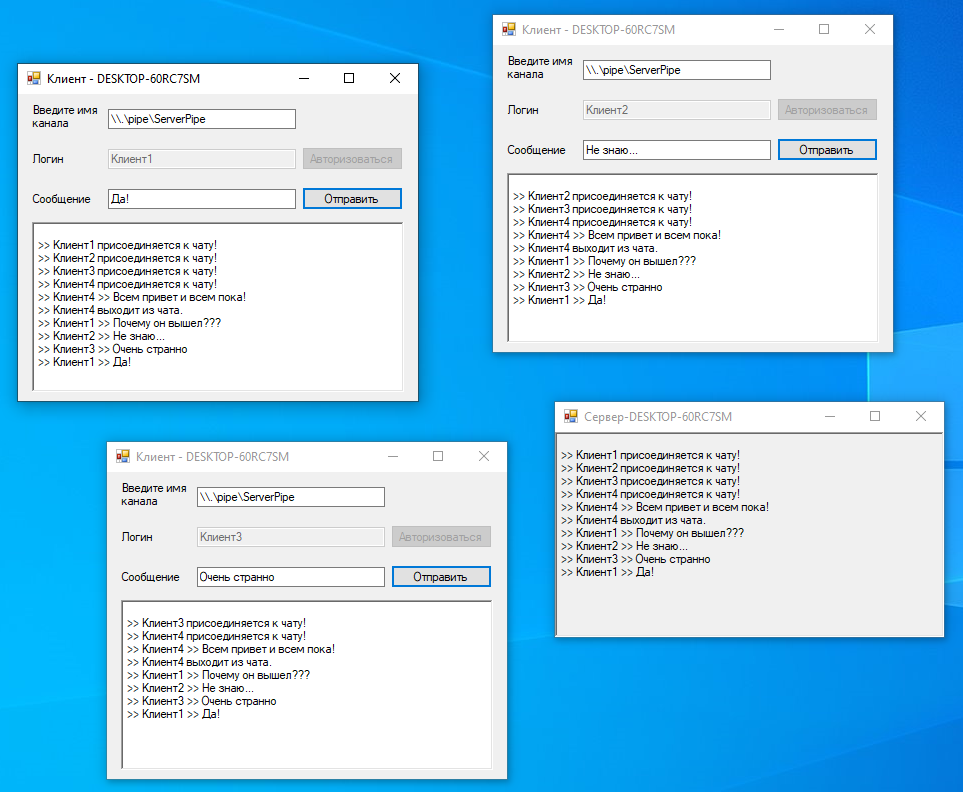 Клиент - DESKTOP-60RC7SM
Введите имя
канала
\\.\pipe\ServerPipe
Логин
Клиент1
Авторизоваться
Сообщение
Да!
Отправить
>> Клиент1 присоединяется к чату!
>> Клиент2 присоединяется к чату!
>> Клиент3 присоединяется к чату!
>> Клиент4 присоединяется к чату!
>> Клиент4 >> Всем привет и всем пока!
>> Клиент4 выходит из чата.
>> Клиент1 >> Почему он вышел???
>> Клиент2 >> Не знаю...
>> Клиент3 >> Очень странно
>> Клиент1 >> Да!
Клиент - DESKTOP-60RC7SM
Введите имя
канала
\\.\pipe\ServerPipe
Логин
Клиент2
Авторизоваться
Сообщение
Не знаю...
Отправить
>> Клиент2 присоединяется к чату!
>> Клиент3 присоединяется к чату!
>> Клиент4 присоединяется к чату!
>> Клиент4 >> Всем привет и всем пока!
>> Клиент4 выходит из чата.
>> Клиент1 >> Почему он вышел???
>> Клиент2 >> Не знаю...
>> Клиент3 >> Очень странно
>> Клиент1 >> Да!
Клиент - DESKTOP-60RC7SM
Введите имя
канала
\\.\pipe\ServerPipe
Логин
Клиент3
Авторизоваться
Сообщение
Очень странно
Отправить
>> Клиент3 присоединяется к чату!
>> Клиент4 присоединяется к чату!
>> Клиент4 >> Всем привет и всем пока!
>> Клиент4 выходит из чата.
>> Клиент1 >> Почему он вышел???
>> Клиент2 >> Не знаю...
>> Клиент3 >> Очень странно
>> Клиент1 >> Да!
Сервер-DESKTOP-60RC7SM
>> Клиент1 присоединяется к чату!
>> Клиент2 присоединяется к чату!
>> Клиент3 присоединяется к чату!
>> Клиент4 присоединяется к чату!
>> Клиент4 >> Всем привет и всем пока!
>> Клиент4 выходит из чата.
>> Клиент1 >> Почему он вышел???
>> Клиент2 >> Не знаю...
>> Клиент3 >> Очень странно
>> Клиент1 >> Да!